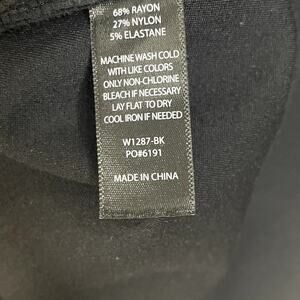 68% RAYON
27% NYLON
5% ELASTANE
MACHINE WASH COLD
WITH LIKE COLORS
ONLY NON-CHLORINE
BLEACH IF NECESSARY
LAY FLAT TO DRY
COOL IRON IF NEEDED
W1287-BK
PO#6191
MADE IN CHINA